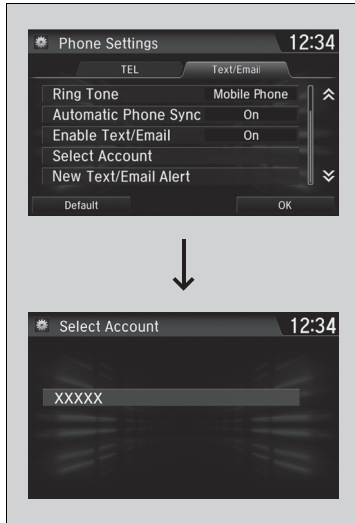 Phone Settings 12:34
TEL Text/Email
Ring Tone Mobile Phone
Automatic Phone Sync On
Enable Text/Email On
Select Account
New Text/Email Alert
Default OK
Select Account 12:34
XXXXX